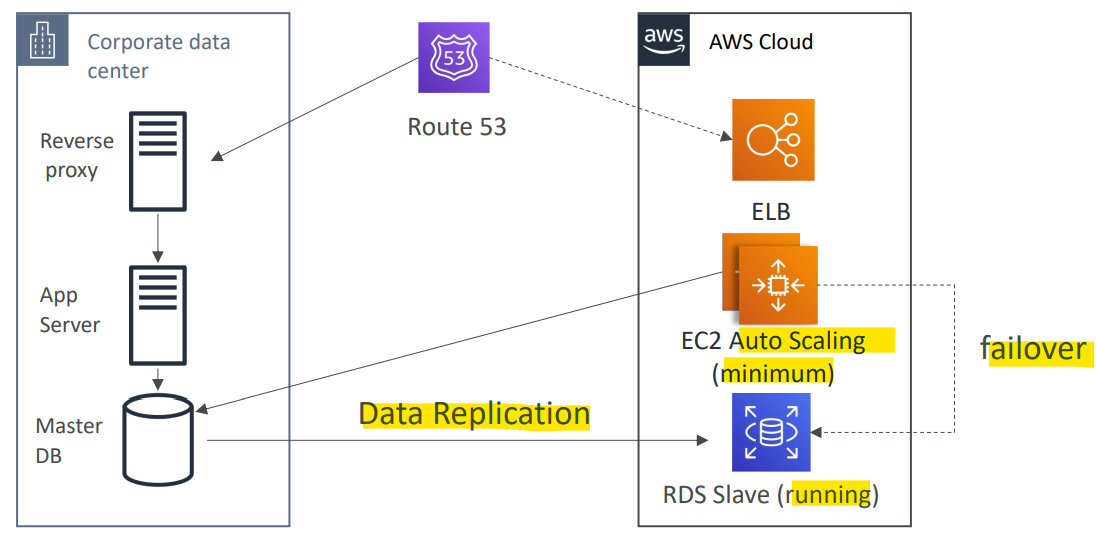 Corporate data
center
53
Route 53
aws
AWS Cloud
Reverse
proxy
ELB
App
Server
EC2 Auto Scaling
(minimum)
failover
Data Replication
Master
DB
RDS Slave (running)